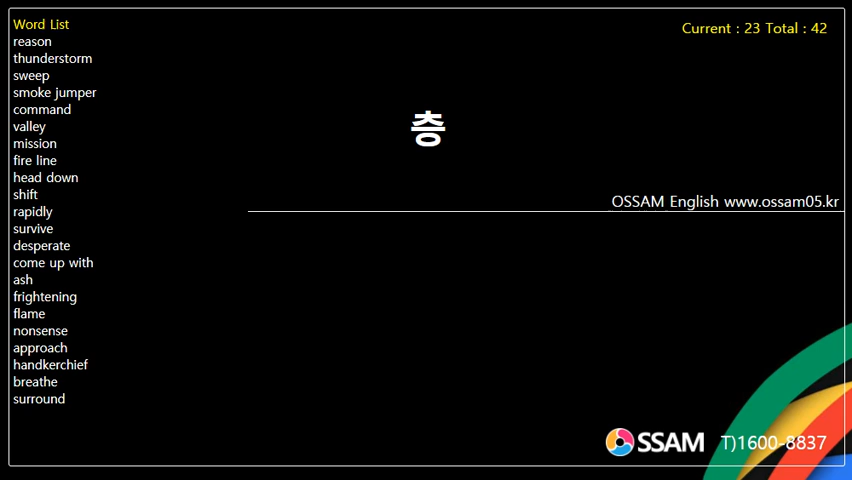 Word List
reason
thunderstorm
sweep
smoke jumper
command
valley
mission
fire line
head down
shift
rapidly
survive
desperate
come up with
ash
frightening
flame
nonsense
approach
handkerchief
breathe
surround
Current : 23 Total : 42
층
OSSAM English www.ossam05.kr
OSSAM T)1600-8837